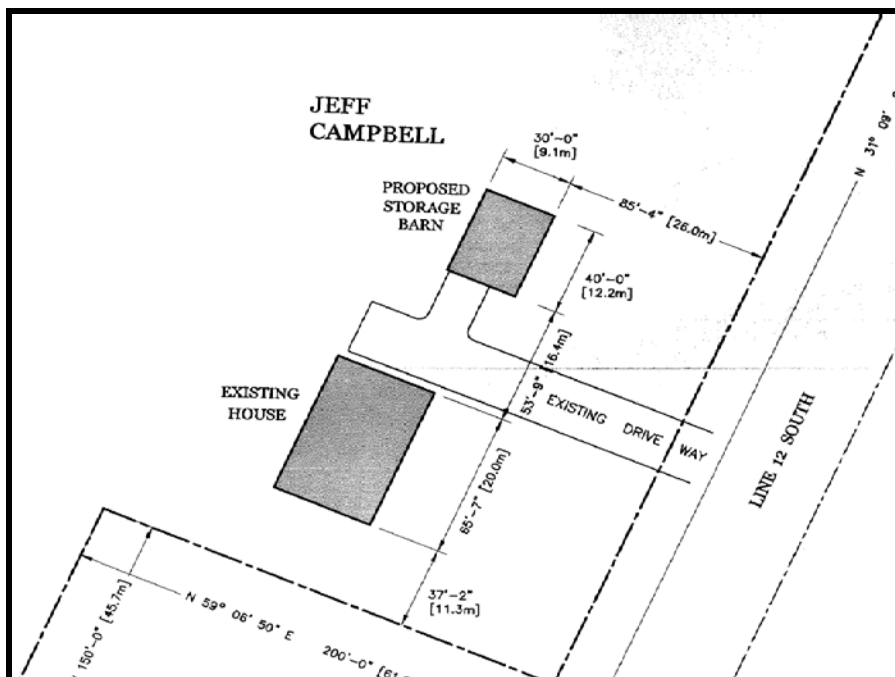 JEFF
CAMPBELL
30'-0"
[9.1m]
PROPOSED
STORAGE
BARN
85'-4" [26.0m]
N 31° 09'
40'-0"
[12.2m]
53'-9" [16.4m]
EXISTING
HOUSE
EXISTING DRIVE WAY
LINE 12 SOUTH
65'-7" [20.0m]
37'-2"
[11.3m]
150'-0" [45.7m]
N 59° 06' 50" E
200'-0"